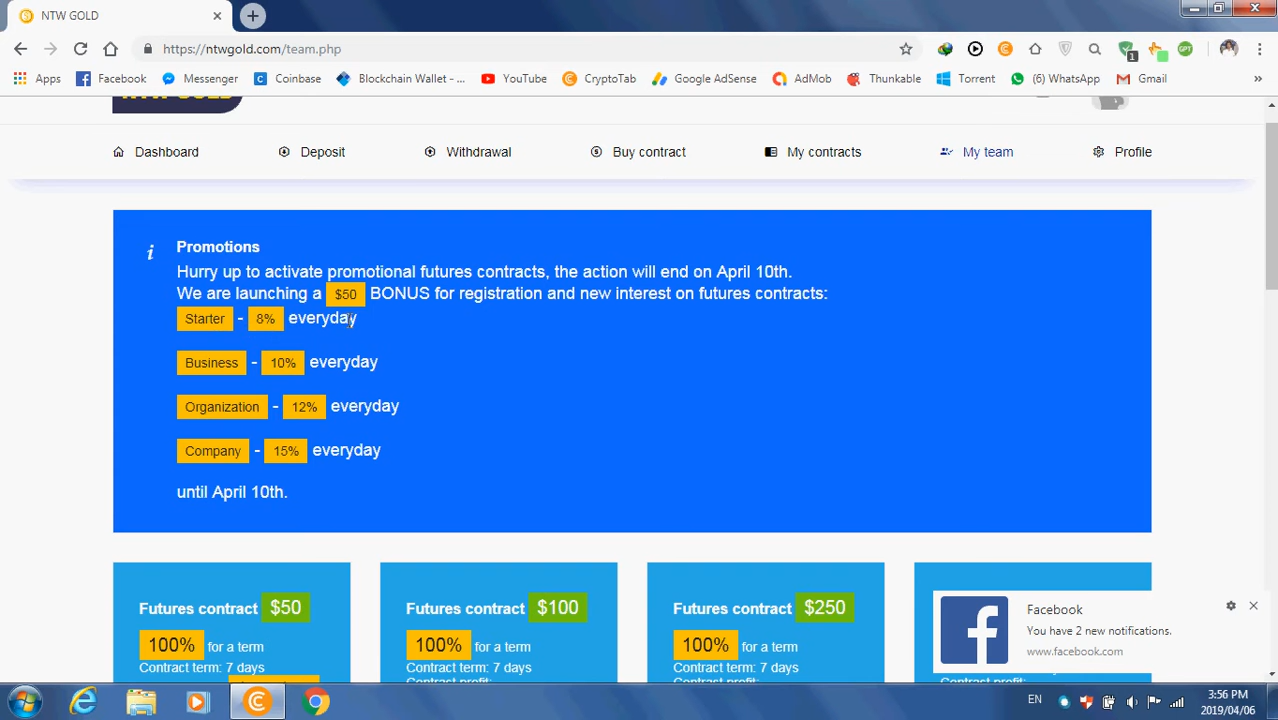 NTW GOLD
https://ntwgold.com/team.php
Apps Facebook Messenger Coinbase Blockchain Wallet - ... YouTube CryptoTab Google AdSense AdMob Thunkable Torrent (6) WhatsApp Gmail »
NTW GOLD
Dashboard Deposit Withdrawal Buy contract My contracts My team Profile
Promotions
Hurry up to activate promotional futures contracts, the action will end on April 10th.
We are launching a $50 BONUS for registration and new interest on futures contracts:
Starter - 8% everyday
Business - 10% everyday
Organization - 12% everyday
Company - 15% everyday
until April 10th.
Futures contract $50
100% for a term
Contract term: 7 days
Futures contract $100
100% for a term
Contract term: 7 days
Contract profit:
Futures contract $250
100% for a term
Contract term: 7 days
Contract profit:
Facebook
You have 2 new notifications.
www.facebook.com
EN
3:56 PM
2019/04/06